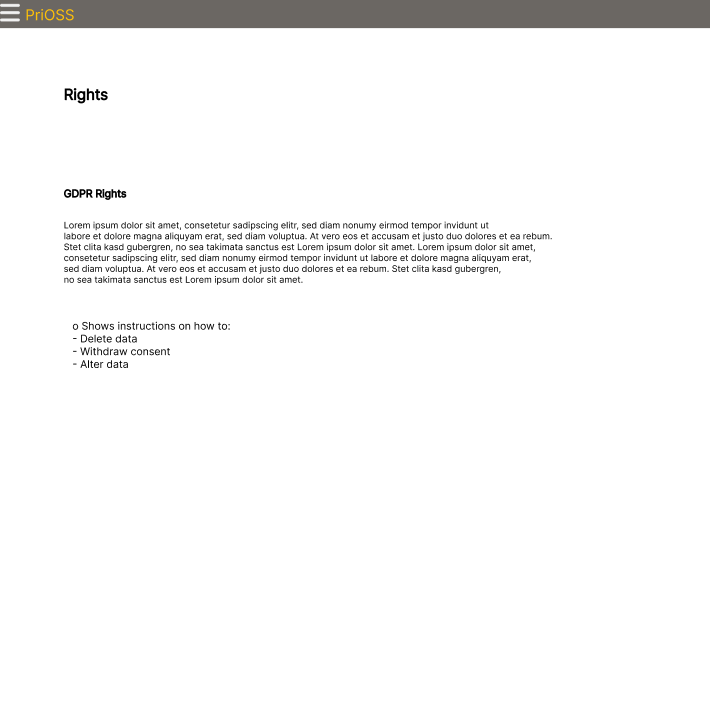 PriOSS
Rights
GDPR Rights
Lorem ipsum dolor sit amet, consetetur sadipscing elitr, sed diam nonumy eirmod tempor invidunt ut
labore et dolore magna aliquyam erat, sed diam voluptua. At vero eos et accusam et justo duo dolores et ea rebum.
Stet clita kasd gubergren, no sea takimata sanctus est Lorem ipsum dolor sit amet. Lorem ipsum dolor sit amet,
consetetur sadipscing elitr, sed diam nonumy eirmod tempor invidunt ut labore et dolore magna aliquyam erat,
sed diam voluptua. At vero eos et accusam et justo duo dolores et ea rebum. Stet clita kasd gubergren,
no sea takimata sanctus est Lorem ipsum dolor sit amet.
o Shows instructions on how to:
- Delete data
- Withdraw consent
- Alter data